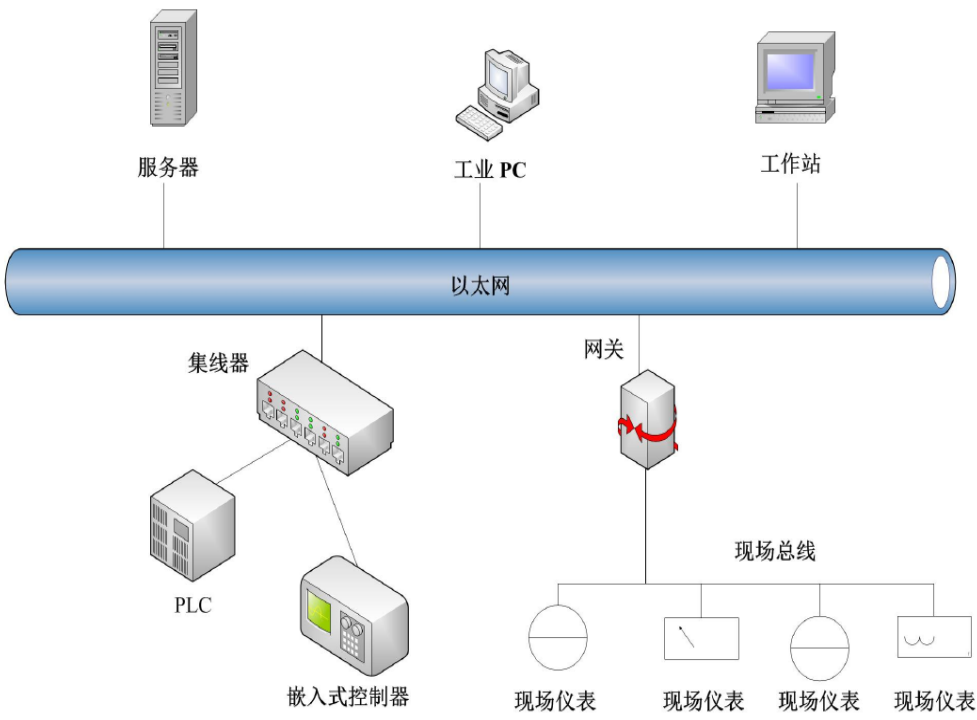 服务器
工业 PC
工作站
以太网
集线器
网关
现场总线
PLC
嵌入式控制器
现场仪表
现场仪表
现场仪表
现场仪表